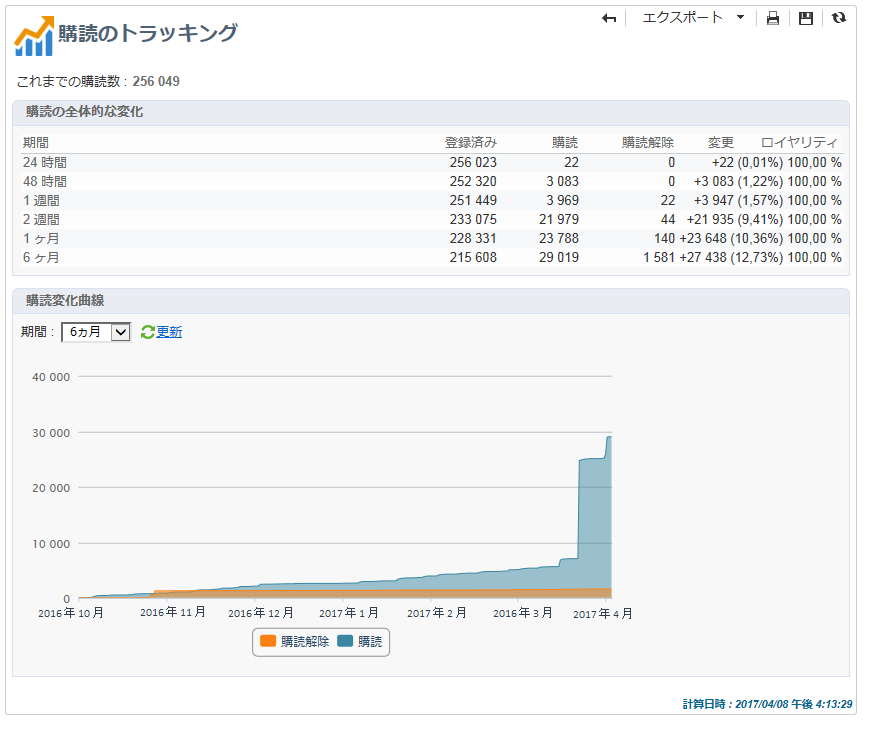 エクスポート
購読のトラッキング
これまでの購読数 : 256 049
購読の全体的な変化
期間 登録済み 購読 購読解除 変更 ロイヤリティ
24 時間 256 023 22 0 +22 (0,01%) 100,00 %
48 時間 252 320 3 083 0 +3 083 (1,22%) 100,00 %
1 週間 251 449 3 969 22 +3 947 (1,57%) 100,00 %
2 週間 233 075 21 979 44 +21 935 (9,41%) 100,00 %
1 ヶ月 228 331 23 788 140 +23 648 (10,36%) 100,00 %
6 ヶ月 215 608 29 019 1 581 +27 438 (12,73%) 100,00 %
購読変化曲線
期間 : 6カ月 更新
40 000
30 000
20 000
10 000
0
2016 年 10 月 2016 年 11 月 2016 年 12 月 2017 年 1 月 2017 年 2 月 2016 年 3 月 2017 年 4 月
購読解除 購読
計算日時 : 2017/04/08 午後 4:13:29